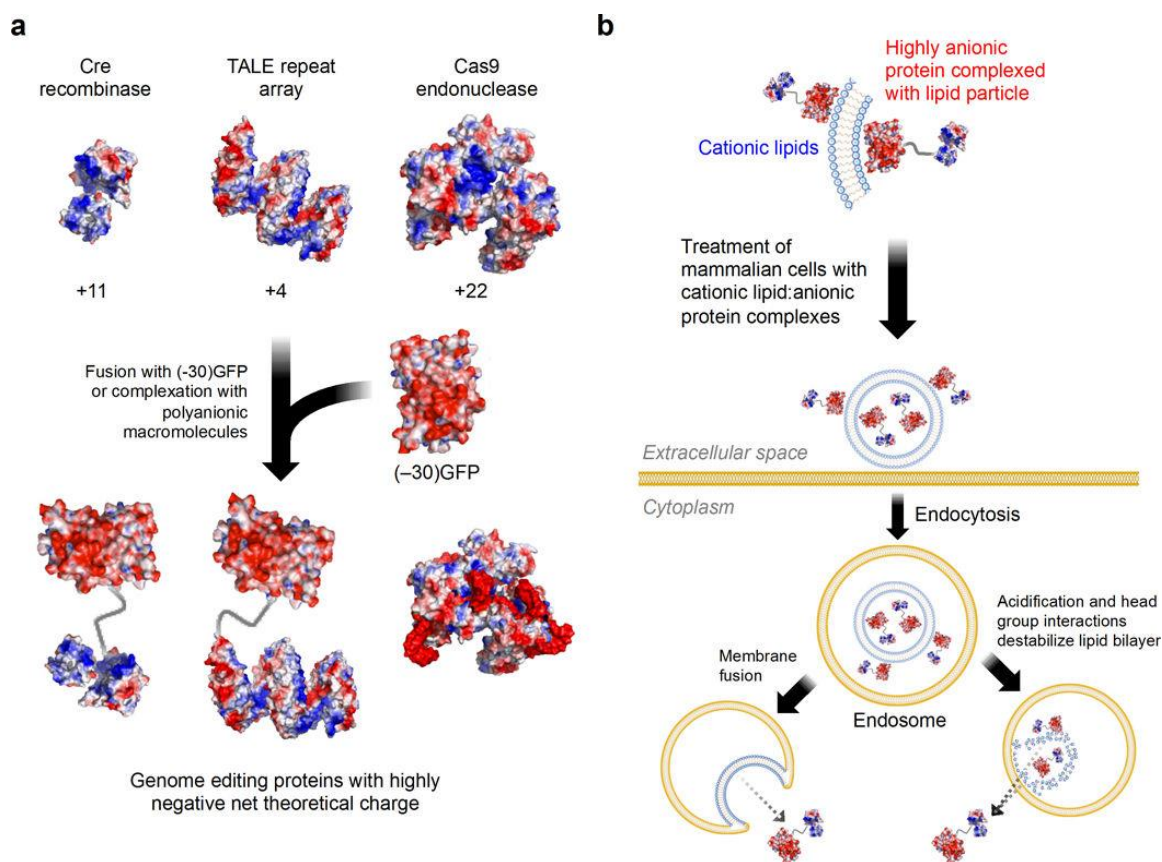 a
Cre
recombinase
TALE repeat
array
Cas9
endonuclease
+11
+4
+22
Fusion with (-30)GFP
or complexation with
polyanionic
macromolecules
(–30)GFP
Genome editing proteins with highly
negative net theoretical charge
b
Highly anionic
protein complexed
with lipid particle
Cationic lipids
Treatment of
mammalian cells with
cationic lipid:anionic
protein complexes
Extracellular space
Cytoplasm
Endocytosis
Acidification and head
group interactions
destabilize lipid bilayer
Membrane
fusion
Endosome